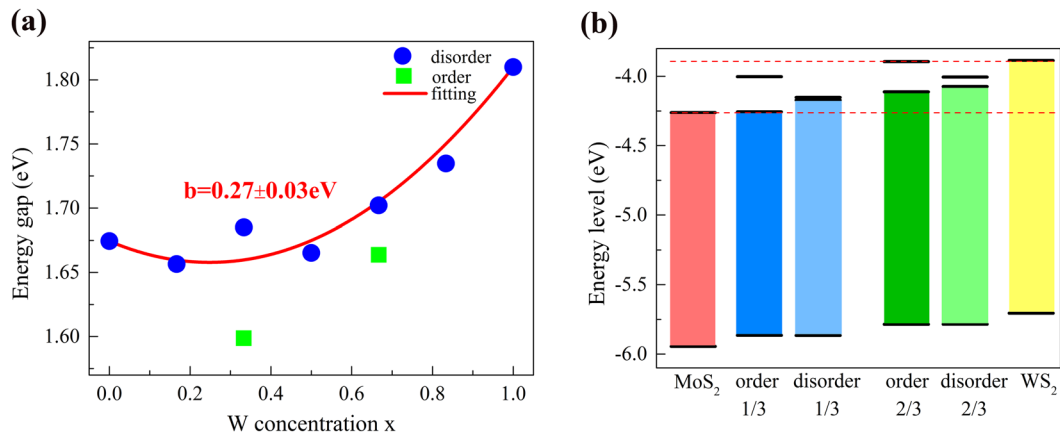 (a)
Energy gap (eV)
1.80
1.75
1.70
1.65
1.60
disorder
order
fitting
b=0.27±0.03eV
0.0 0.2 0.4 0.6 0.8 1.0
W concentration x
(b)
Energy level (eV)
-4.0
-4.5
-5.0
-5.5
-6.0
MoS₂ order disorder order disorder WS₂
1/3 1/3 2/3 2/3